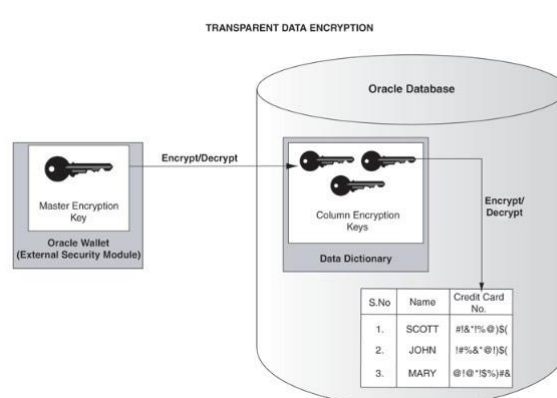 TRANSPARENT DATA ENCRYPTION
Oracle Database
Encrypt/Decrypt
Master Encryption
Key
Oracle Wallet
(External Security Module)
Column Encryption
Keys
Data Dictionary
Encrypt/
Decrypt
S.No Name Credit Card No.
1. SCOTT #!&*!%@)$(
2. JOHN !#%&*@!)$(
3. MARY @!@*!$%)#&